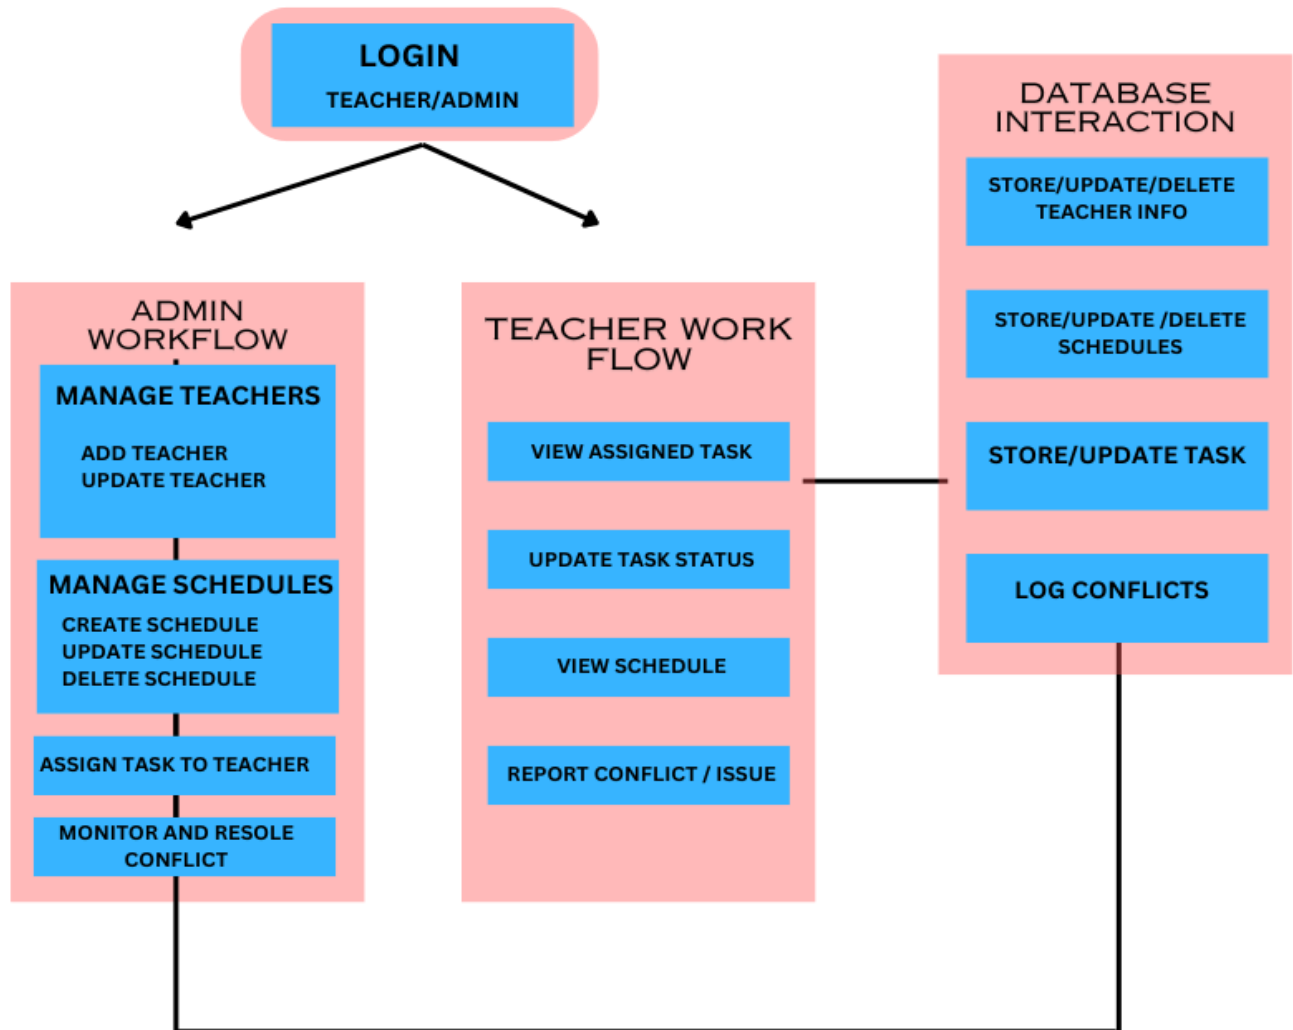 LOGIN
TEACHER/ADMIN
ADMIN
WORKFLOW
MANAGE TEACHERS
ADD TEACHER
UPDATE TEACHER
MANAGE SCHEDULES
CREATE SCHEDULE
UPDATE SCHEDULE
DELETE SCHEDULE
ASSIGN TASK TO TEACHER
MONITOR AND RESOLE
CONFLICT
TEACHER WORK
FLOW
VIEW ASSIGNED TASK
UPDATE TASK STATUS
VIEW SCHEDULE
REPORT CONFLICT / ISSUE
DATABASE
INTERACTION
STORE/UPDATE/DELETE
TEACHER INFO
STORE/UPDATE /DELETE
SCHEDULES
STORE/UPDATE TASK
LOG CONFLICTS